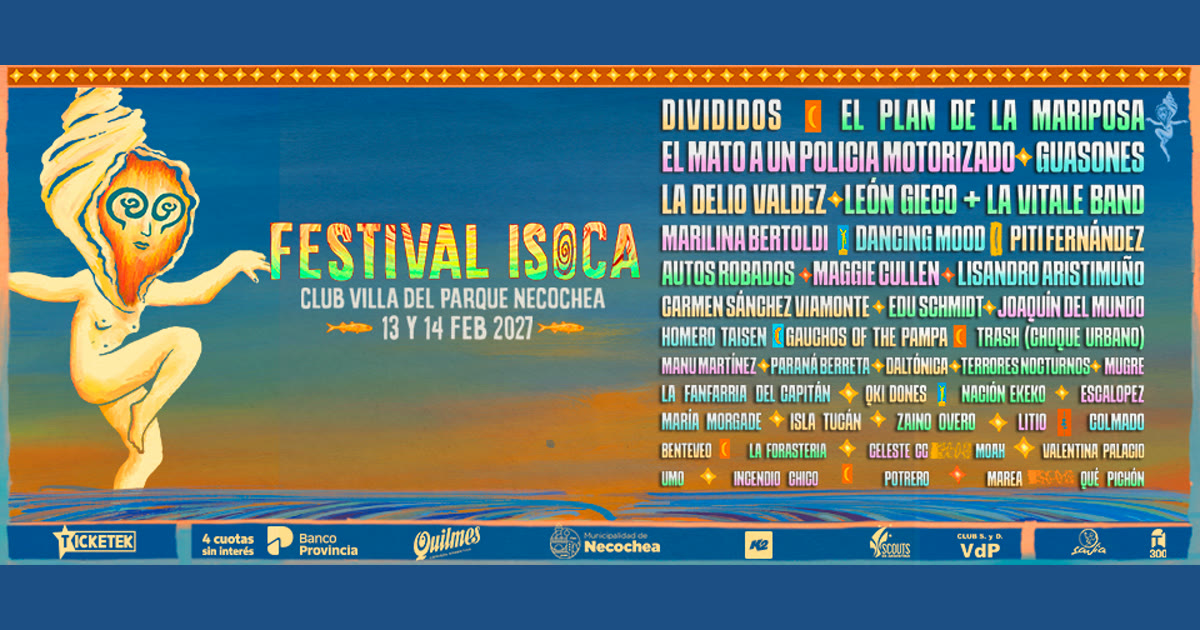 FESTIVAL ISOCA
CLUB VILLA DEL PARQUE NECOCHEA
13 Y 14 FEB 2027
DIVIDIDOS EL PLAN DE LA MARIPOSA
EL MATO A UN POLICIA MOTORIZADO GUASONES
LA DELIO VALDEZ LEÓN GIECO + LA VITALE BAND
MARILINA BERTOLDI DANCING MOOD PITI FERNÁNDEZ
AUTOS ROBADOS MAGGIE CULLEN LISANDRO ARISTIMUÑO
CARMEN SÁNCHEZ VIAMONTE EDU SCHMIDT JOAQUÍN DEL MUNDO
HOMERO TAISEN GAUCHOS OF THE PAMPA TRASH (CHOQUE URBANO)
MANU MARTÍNEZ PARANÁ BERRETA DALTÓNICA TERRORES NOCTURNOS MUGRE
LA FANFARRIA DEL CAPITÁN OKI DONES NACIÓN EKEKO ESCALOPEZ
MARÍA MORGADE ISLA TUCÁN ZAINO OVERO LITIO COLMADO
BENTEVEO LA FORASTERIA CELESTE CC MOAK VALENTINA PALACIO
UMO INCENDIO CHICO POTRERO MAREA QUÉ PICHÓN
TICKETEK
4 cuotas
sin interés
Banco
Provincia
Quilmes
Municipalidad de
Necochea
K2
SCOUTS
CLUB S. y D.
VdP
savia
300